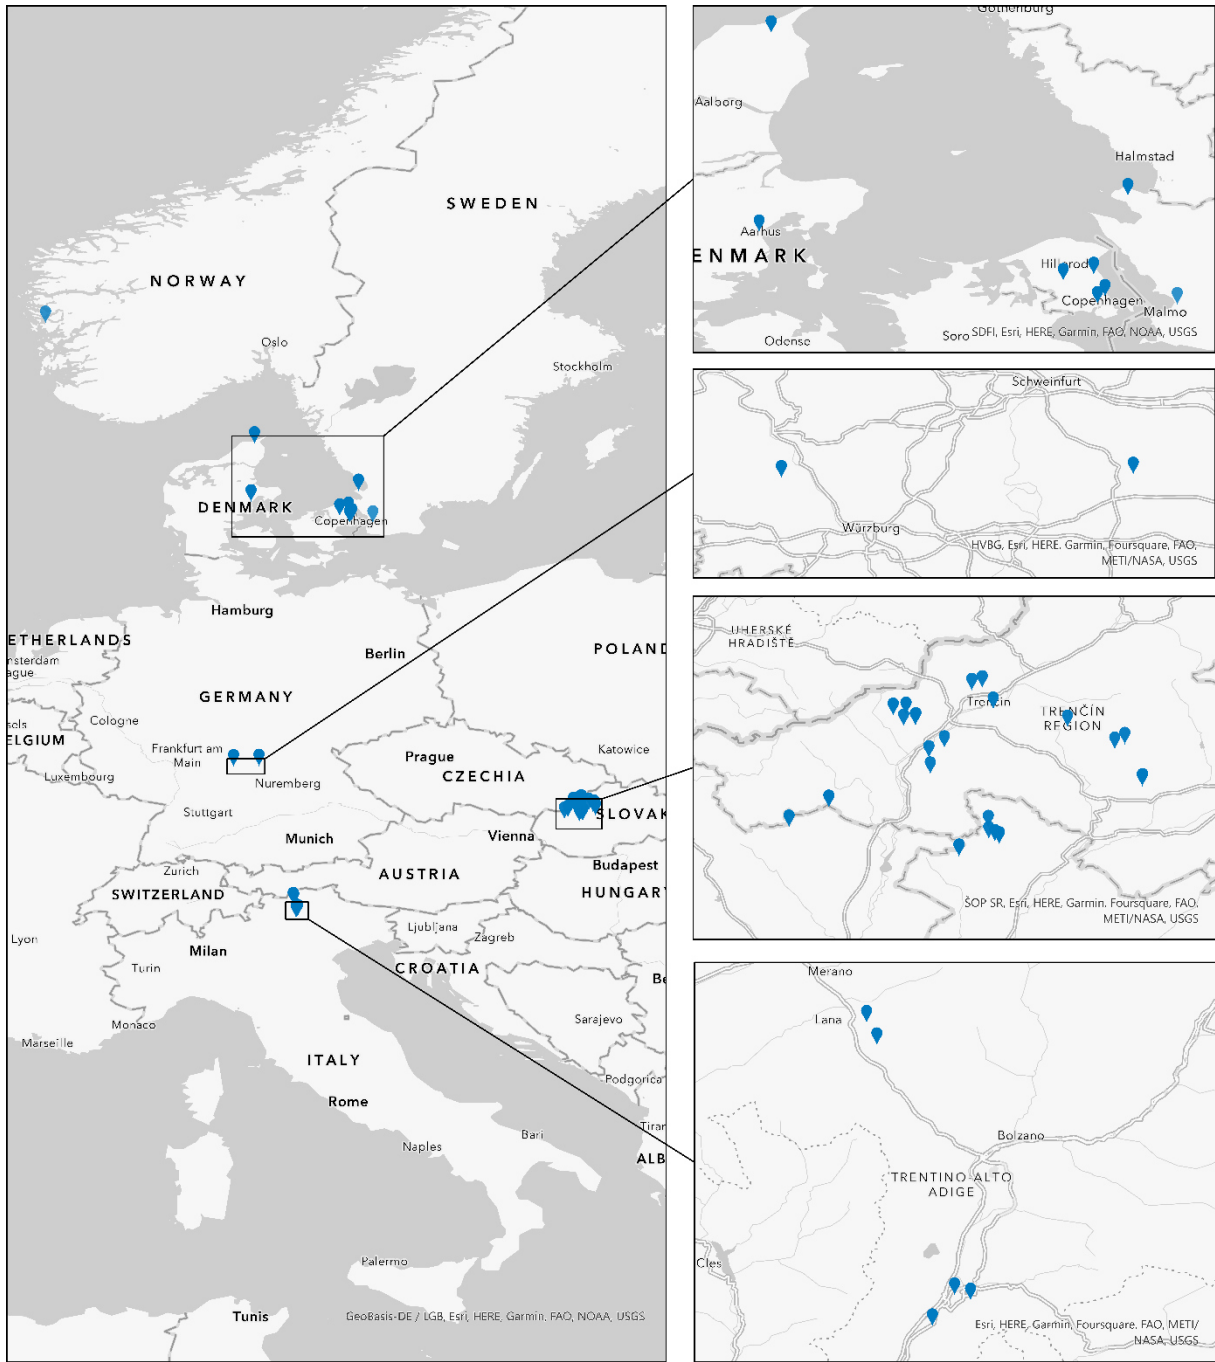 SWEDEN
NORWAY
Oslo
Stockholm
DENMARK
Copenhagen
Hamburg
ETHERLANDS
msterdam
ague
Berlin
POLAND
GERMANY
Cologne
sels
ELGIUM
Frankfurt am
Main
Luxembourg
Nuremberg
Prague
CZECHIA
Katowice
Stuttgart
SLOVAK
Munich
Vienna
Budapest
Zurich
AUSTRIA
SWITZERLAND
HUNGARY
Ljubljana
Zagreb
Lyon
Milan
Turin
CROATIA
Be
Monaco
Sarajevo
Marseille
ITALY
Podgorica
Rome
Tiran
Bari
Naples
ALB
Palermo
Tunis
GeoBasis-DE / LGB, Esri, HERE, Garmin, FAO, NOAA, USGS
Gothenburg
Aalborg
Halmstad
Aarhus
ENMARK
Hillerod
Copenhagen
Malmo
Odense
Soro
SDFI, Esri, HERE, Garmin, FAO, NOAA, USGS
Schweinfurt
Würzburg
HVBG, Esri, HERE, Garmin, Foursquare, FAO,
METI/NASA, USGS
UHERSKÉ
HRADIŠTĚ
Trenčín
TRENČÍN
REGION
ŠOP SR, Esri, HERE, Garmin, Foursquare, FAO,
METI/NASA, USGS
Merano
Lana
Bolzano
TRENTINO-ALTO
ADIGE
Cles
Esri, HERE, Garmin, Foursquare, FAO, METI/
NASA, USGS